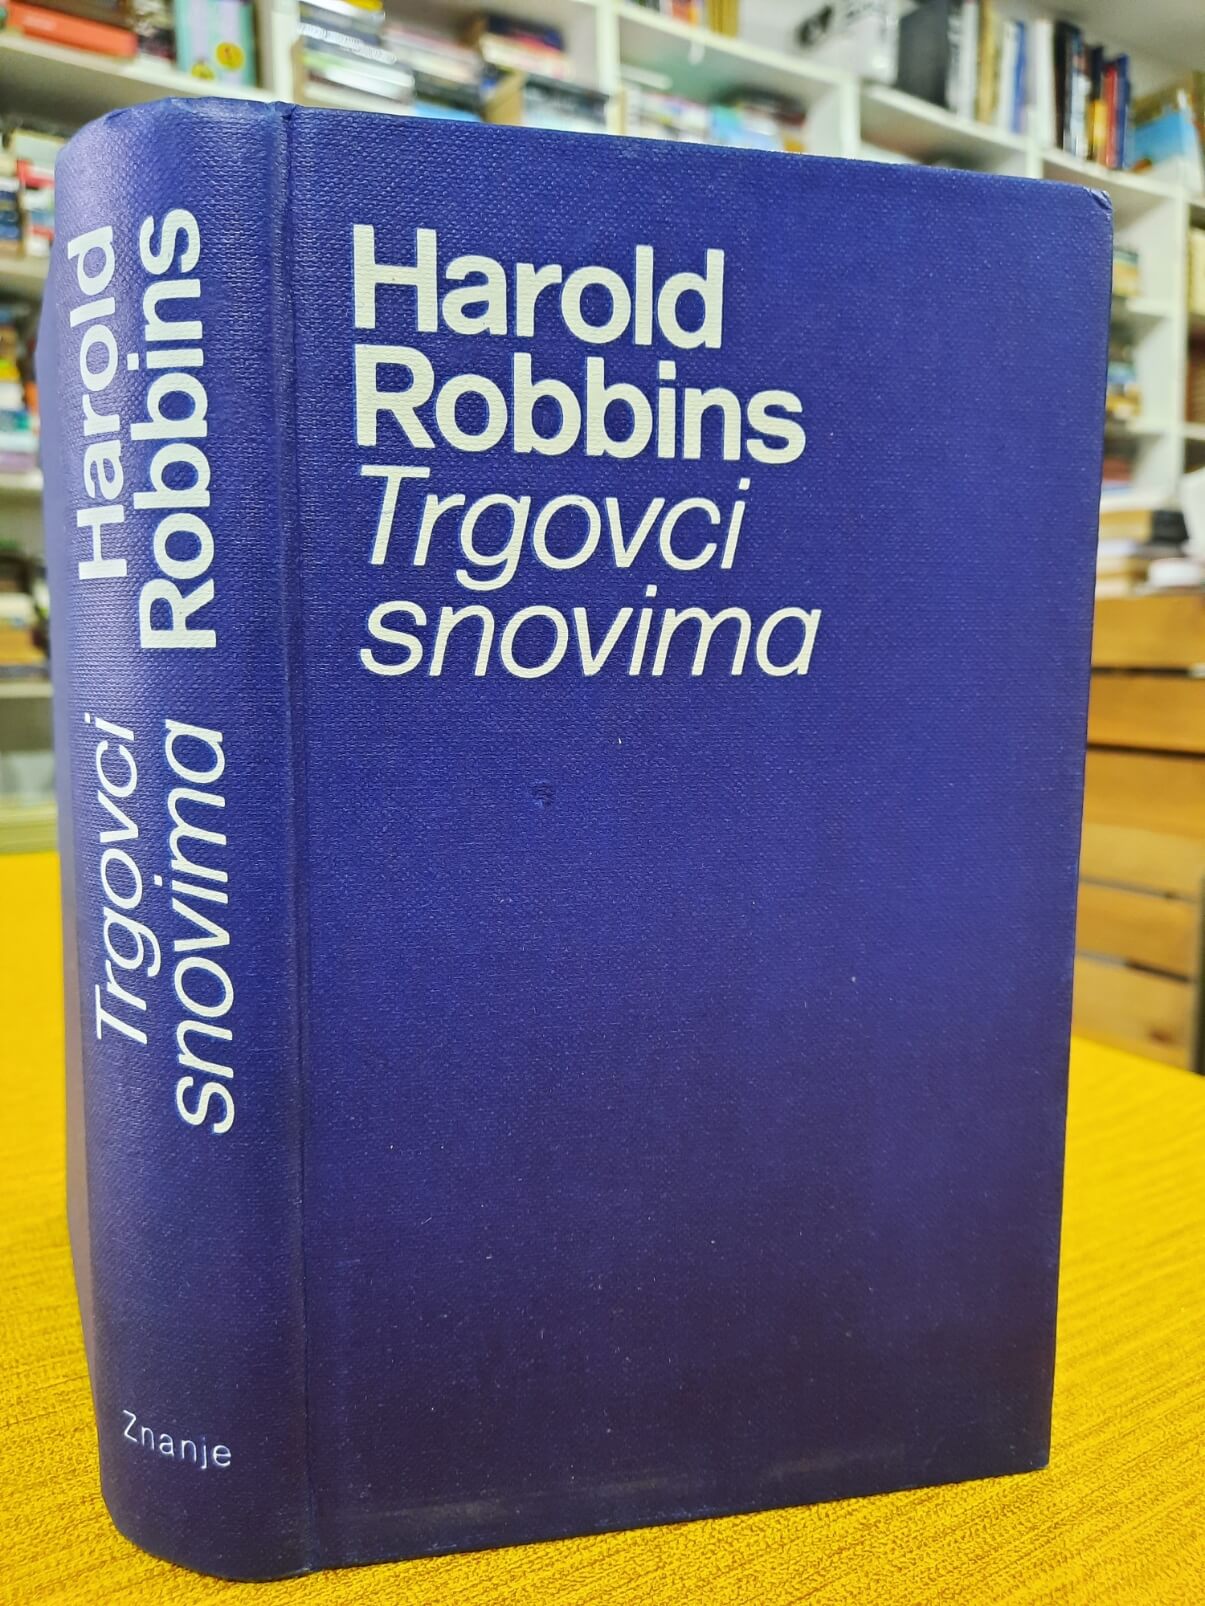 Harold
Robbins
Trgovci
snovima
Harold
Robbins
Trgovci
snovima
Znanje